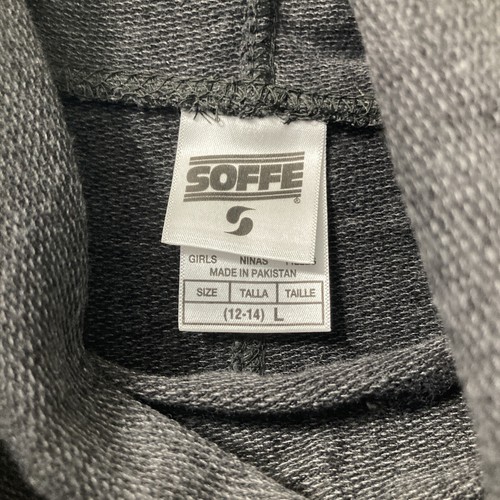 SOFFE
®
GIRLS NINAS
MADE IN PAKISTAN
SIZE TALLA TAILLE
(12-14) L